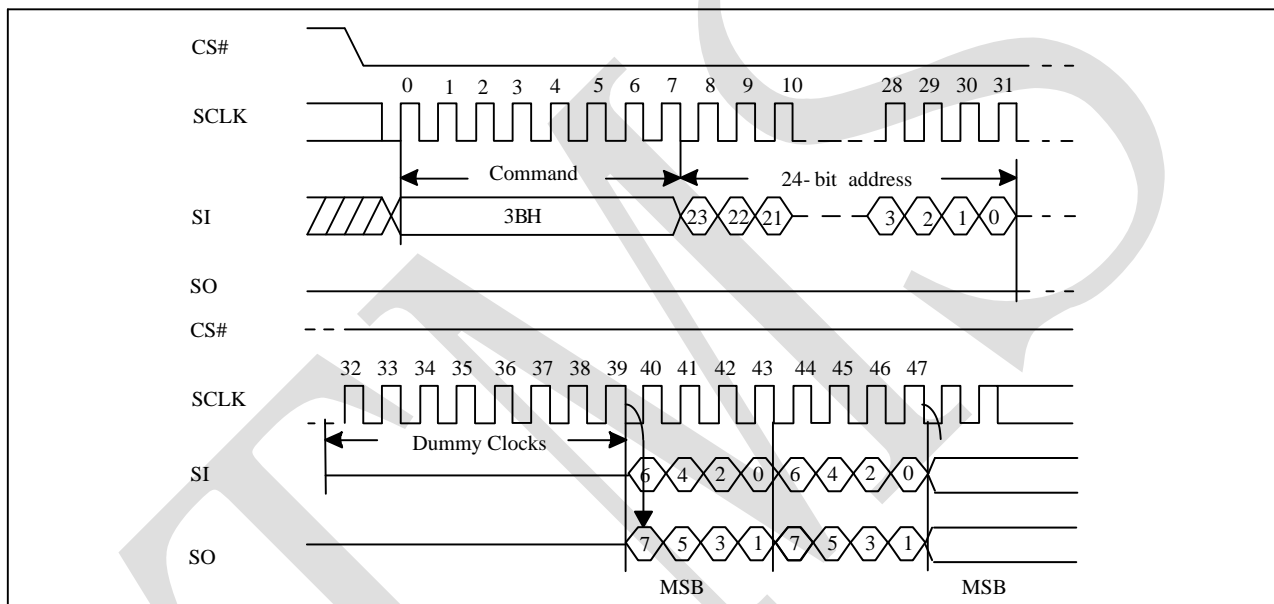 CS#
0 1 2 3 4 5 6 7 8 9 10 28 29 30 31
SCLK
Command 24- bit address
SI 3BH 23 22 21 3 2 1 0
SO
CS#
32 33 34 35 36 37 38 39 40 41 42 43 44 45 46 47
SCLK
Dummy Clocks
SI 6 4 2 0 6 4 2 0
SO 7 5 3 1 7 5 3 1
MSB MSB